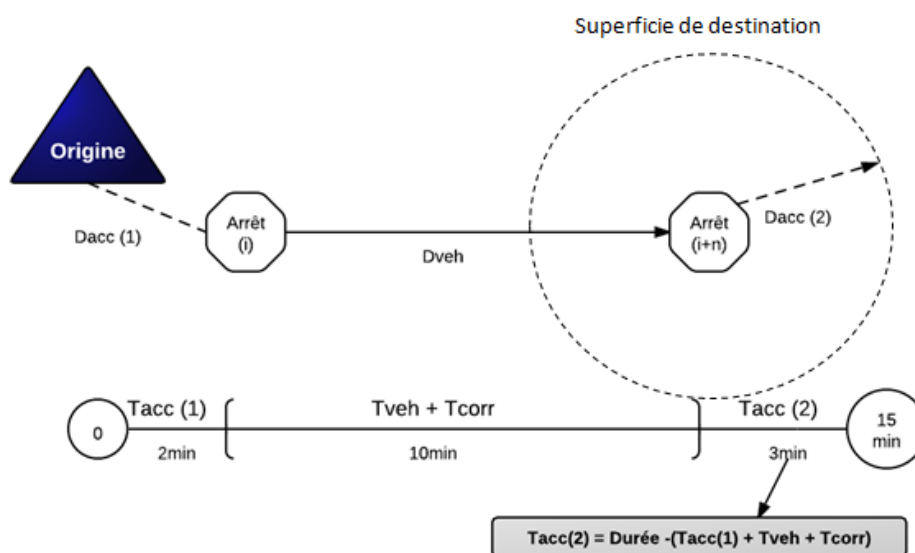 Superficie de destination
Origine
Dacc (1)
Arrêt
(i)
Dveh
Arrêt
(i+n)
Dacc (2)
Tacc (1)
Tveh + Tcorr
Tacc (2)
0
2min
10min
3min
15
min
Tacc(2) = Durée -(Tacc(1) + Tveh + Tcorr)